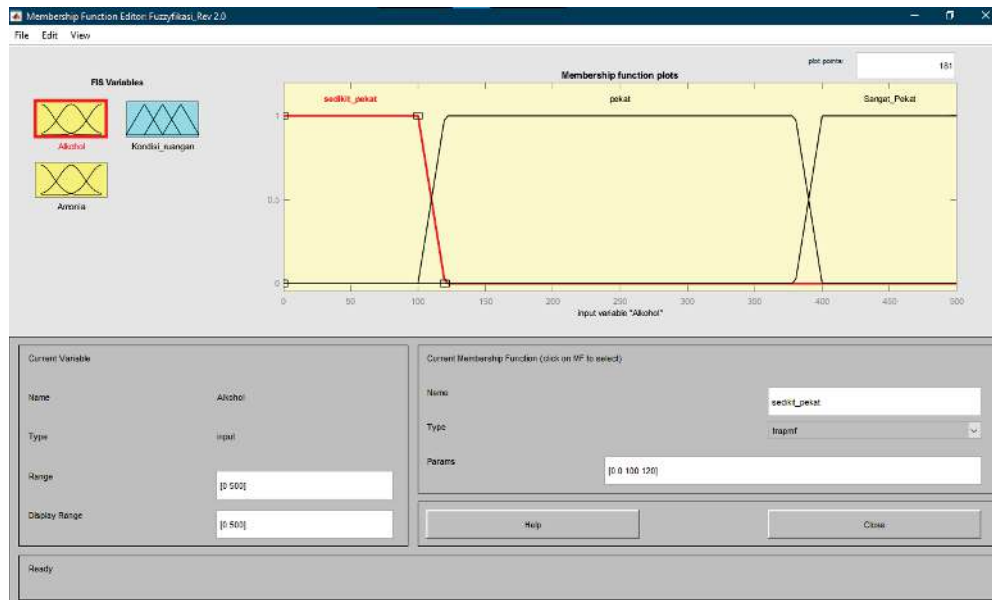 Membership Function Editor: Fuzzyfikasi_Rev 2.0
File Edit View
FIS Variables
Alkohol
Kondisi_ruangan
Amonia
plot points:
181
Membership function plots
sedikit_pekat
pekat
Sangat_Pekat
1
0.5
0
0 50 100 150 200 250 300 350 400 450 500
input variable "Alkohol"
Current Variable
Name Alkohol
Type input
Range [0 500]
Display Range [0 500]
Current Membership Function (click on MF to select)
Name sedikit_pekat
Type trapmf
Params [0 0 100 120]
Help Close
Ready